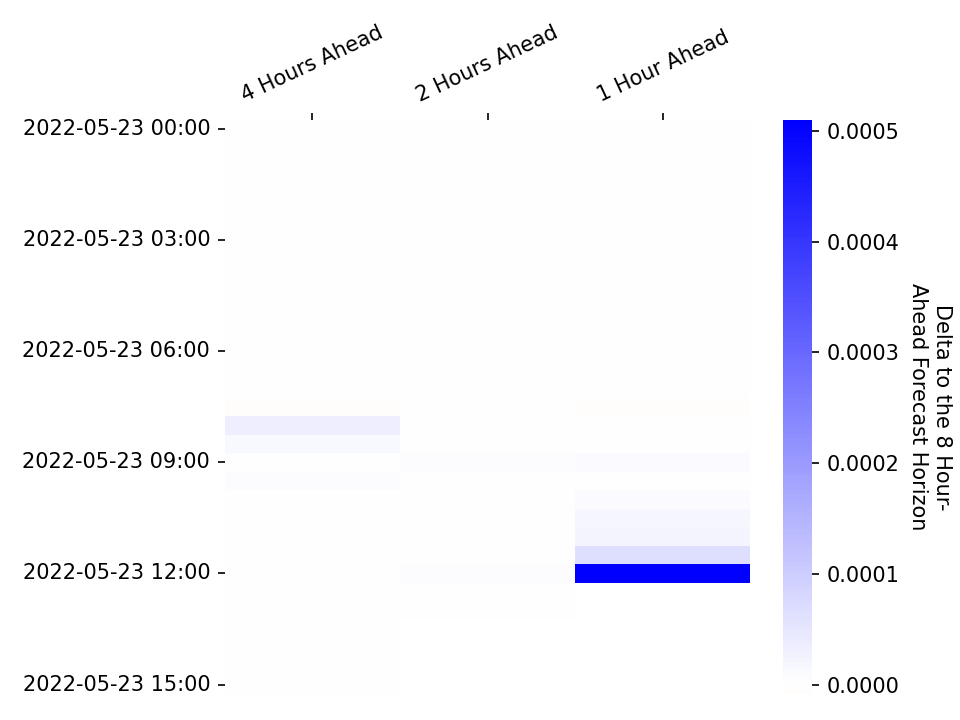 4 Hours Ahead
2 Hours Ahead
1 Hour Ahead
2022-05-23 00:00
2022-05-23 03:00
2022-05-23 06:00
2022-05-23 09:00
2022-05-23 12:00
2022-05-23 15:00
0.0005
0.0004
0.0003
0.0002
0.0001
0.0000
Delta to the 8 Hour-
Ahead Forecast Horizon